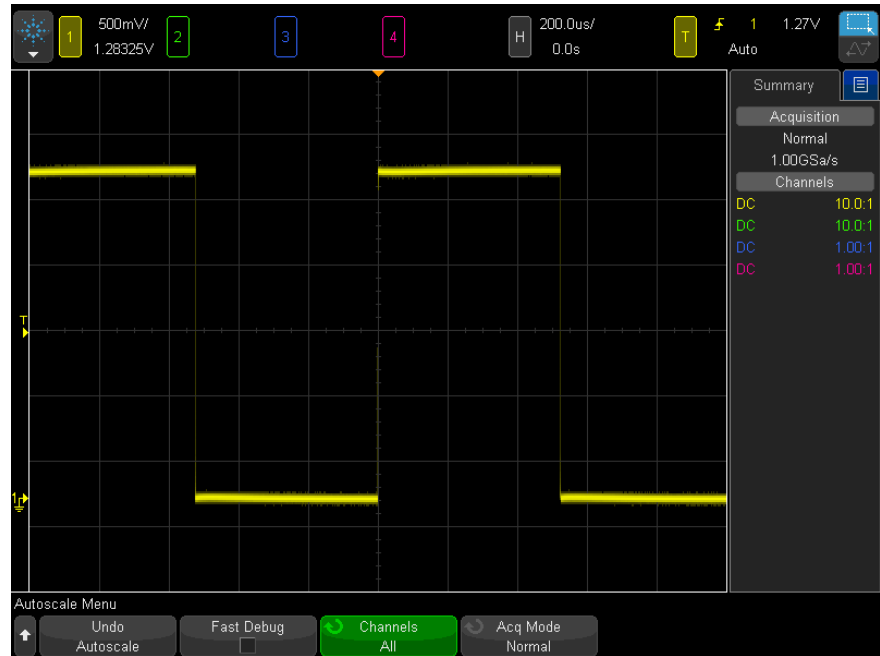 1 500mV/ 1.28325V
2
3
4
H 200.0us/ 0.0s
T 1 1.27V Auto
Summary
Acquisition
Normal
1.00GSa/s
Channels
DC 10.0:1
DC 10.0:1
DC 1.00:1
DC 1.00:1
T
1
Autoscale Menu
Undo Autoscale
Fast Debug
Channels All
Acq Mode Normal